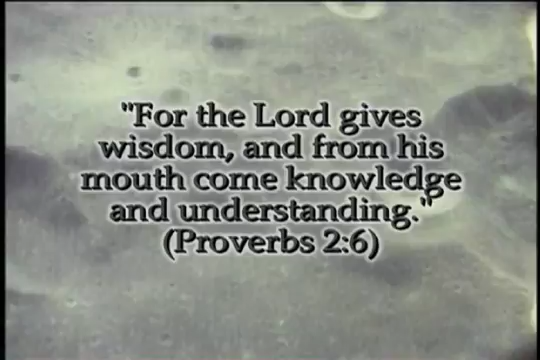 "For the Lord gives
wisdom, and from his
mouth come knowledge
and understanding."
(Proverbs 2:6)